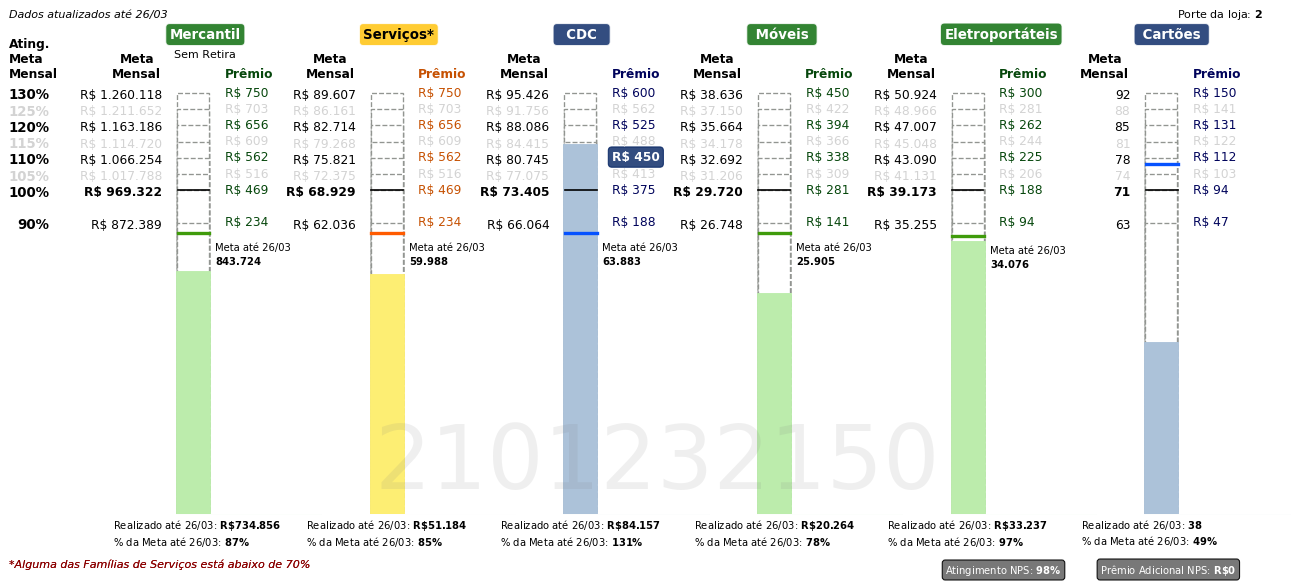 Dados atualizados até 26/03
Porte da loja: 2
Mercantil Serviços* CDC Móveis Eletroportáteis Cartões
Sem Retira
Ating. Meta Mensal
Meta Mensal Prêmio Meta Mensal Prêmio Meta Mensal Prêmio Meta Mensal Prêmio Meta Mensal Prêmio Meta Mensal Prêmio
130% R$ 1.260.118 R$ 750 R$ 89.607 R$ 750 R$ 95.426 R$ 600 R$ 38.636 R$ 450 R$ 50.924 R$ 300 92 R$ 150
125% R$ 1.211.652 R$ 703 R$ 86.161 R$ 703 R$ 91.756 R$ 562 R$ 37.150 R$ 422 R$ 48.966 R$ 281 88 R$ 141
120% R$ 1.163.186 R$ 656 R$ 82.714 R$ 656 R$ 88.086 R$ 525 R$ 35.664 R$ 394 R$ 47.007 R$ 262 85 R$ 131
115% R$ 1.114.720 R$ 609 R$ 79.268 R$ 609 R$ 84.415 R$ 488 R$ 34.178 R$ 366 R$ 45.048 R$ 244 81 R$ 122
110% R$ 1.066.254 R$ 562 R$ 75.821 R$ 562 R$ 80.745 R$ 450 R$ 32.692 R$ 338 R$ 43.090 R$ 225 78 R$ 112
105% R$ 1.017.788 R$ 516 R$ 72.375 R$ 516 R$ 77.075 R$ 413 R$ 31.206 R$ 309 R$ 41.131 R$ 206 74 R$ 103
100% R$ 969.322 R$ 469 R$ 68.929 R$ 469 R$ 73.405 R$ 375 R$ 29.720 R$ 281 R$ 39.173 R$ 188 71 R$ 94
90% R$ 872.389 R$ 234 R$ 62.036 R$ 234 R$ 66.064 R$ 188 R$ 26.748 R$ 141 R$ 35.255 R$ 94 63 R$ 47
Meta até 26/03 Meta até 26/03 Meta até 26/03 Meta até 26/03 Meta até 26/03
843.724 59.988 63.883 25.905 34.076
2101232150
Realizado até 26/03: R$734.856 Realizado até 26/03: R$51.184 Realizado até 26/03: R$84.157 Realizado até 26/03: R$20.264 Realizado até 26/03: R$33.237 Realizado até 26/03: 38
% da Meta até 26/03: 87% % da Meta até 26/03: 85% % da Meta até 26/03: 131% % da Meta até 26/03: 78% % da Meta até 26/03: 97% % da Meta até 26/03: 49%
*Alguma das Famílias de Serviços está abaixo de 70%
Atingimento NPS: 98% Prêmio Adicional NPS: R$0